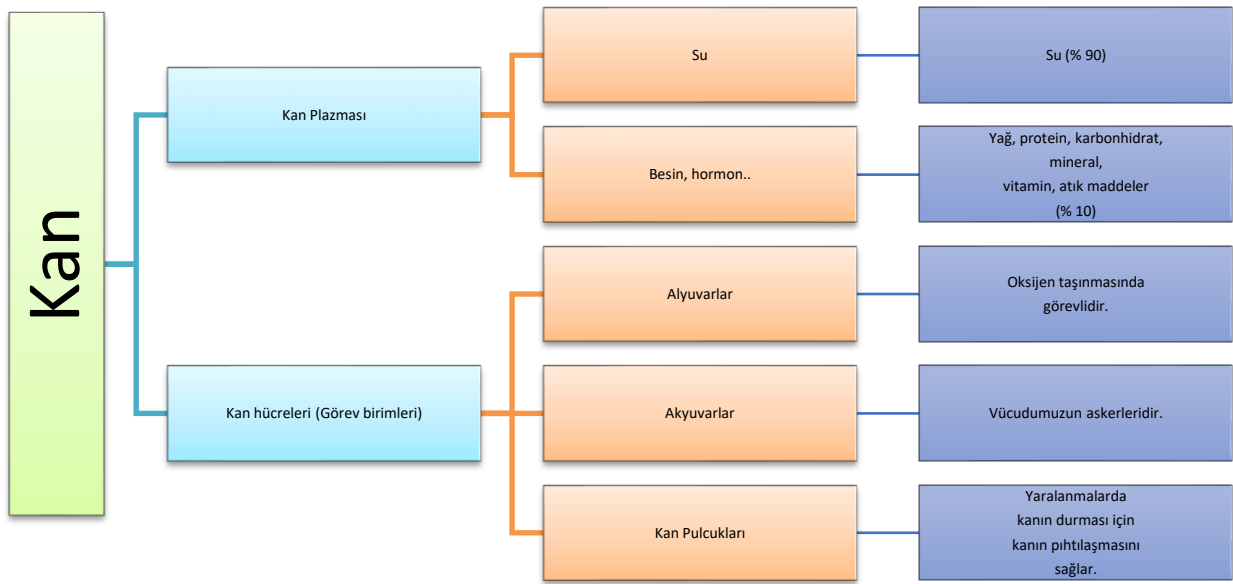 Kan
Kan Plazması
Su
Su (% 90)
Besin, hormon..
Yağ, protein, karbonhidrat,
mineral,
vitamin, atık maddeler
(% 10)
Kan hücreleri (Görev birimleri)
Alyuvarlar
Oksijen taşınmasında
görevlidir.
Akyuvarlar
Vücudumuzun askerleridir.
Kan Pulcukları
Yaralanmalarda
kanın durması için
kanın pıhtılaşmasını
sağlar.